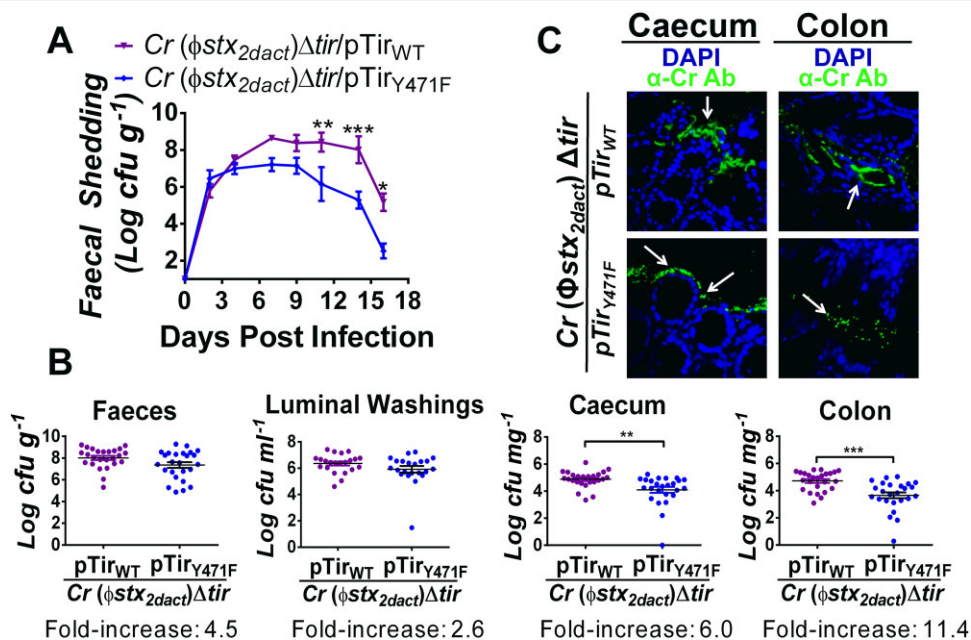 A
Cr (ϕstx2dact)Δtir/pTirWT
Cr (ϕstx2dact)Δtir/pTirY471F
Faecal Shedding
(Log cfu g-1)
10
8
6
4
2
** *** *
0 3 6 9 12 15 18
Days Post Infection
C
Caecum Colon
DAPI DAPI
α-Cr Ab α-Cr Ab
Cr (Φstx2dact) Δtir
pTirWT
pTirY471F
B
Faeces
Log cfu g-1
10
8
6
4
2
0
pTirWT pTirY471F
Cr (ϕstx2dact)Δtir
Fold-increase: 4.5
Luminal Washings
Log cfu ml-1
8
6
4
2
0
pTirWT pTirY471F
Cr (ϕstx2dact)Δtir
Fold-increase: 2.6
Caecum
Log cfu mg-1
8
6
4
2
0
**
pTirWT pTirY471F
Cr (ϕstx2dact)Δtir
Fold-increase: 6.0
Colon
Log cfu mg-1
8
6
4
2
0
***
pTirWT pTirY471F
Cr (ϕstx2dact)Δtir
Fold-increase: 11.4